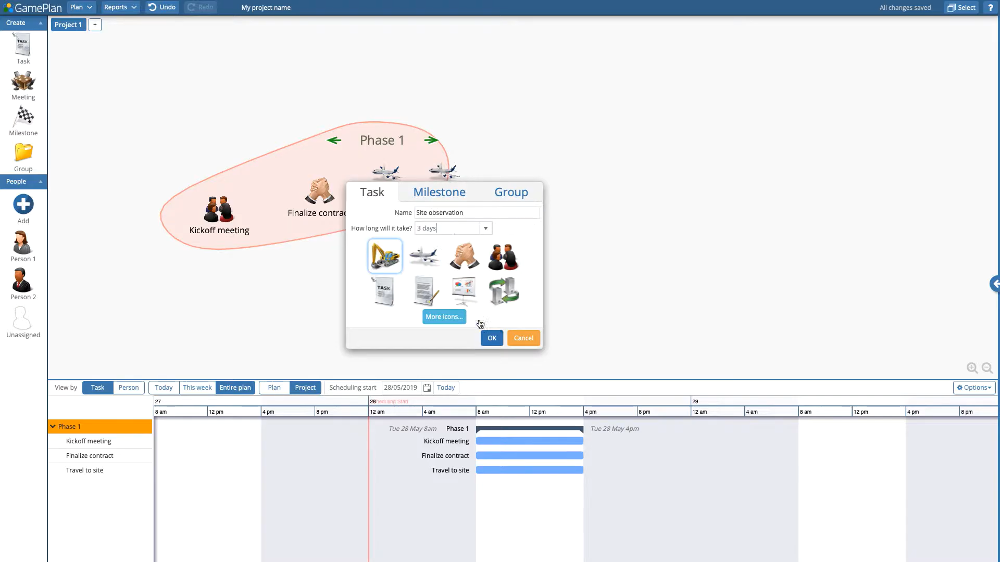 GamePlan Plan Reports Undo Redo My project name All changes saved Select ?
Create Project 1 +
Task
Meeting
Milestone
Group
People
Add
Person 1
Person 2
Unassigned
Phase 1
Kickoff meeting
Finalize contrac
Task Milestone Group
Name Site observation
How long will it take? 3 days
TASK
More icons...
OK Cancel
View by Task Person Today This week Entire plan Plan Project Scheduling start 28/05/2019 Today Options
27 28 29
8 am 12 pm 4 pm 8 pm 12 am 4 am 8 am 12 pm 4 pm 8 pm 12 am 4 am 8 am 12 pm 4 pm 6 pm
Phase 1 Tue 28 May 8am Phase 1 Tue 28 May 4pm
Kickoff meeting Kickoff meeting
Finalize contract Finalize contract
Travel to site Travel to site